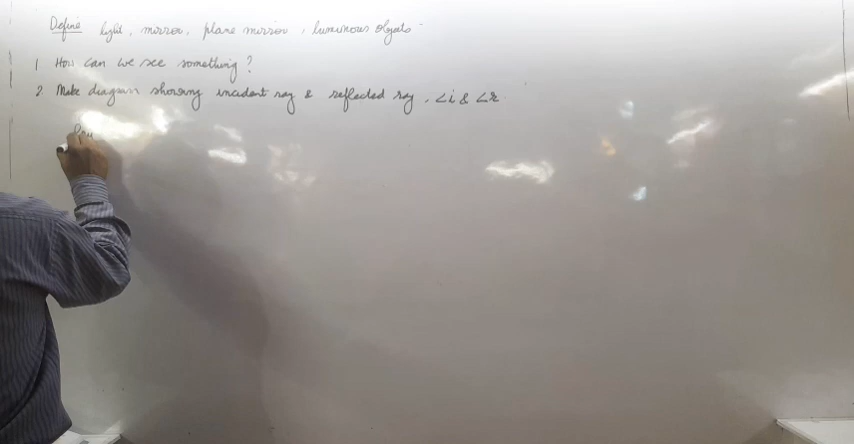 Define light, mirror, plane mirror, luminous objects
1 How can we see something?
2 Make diagram showing incident ray & reflected ray, ∠i & ∠r